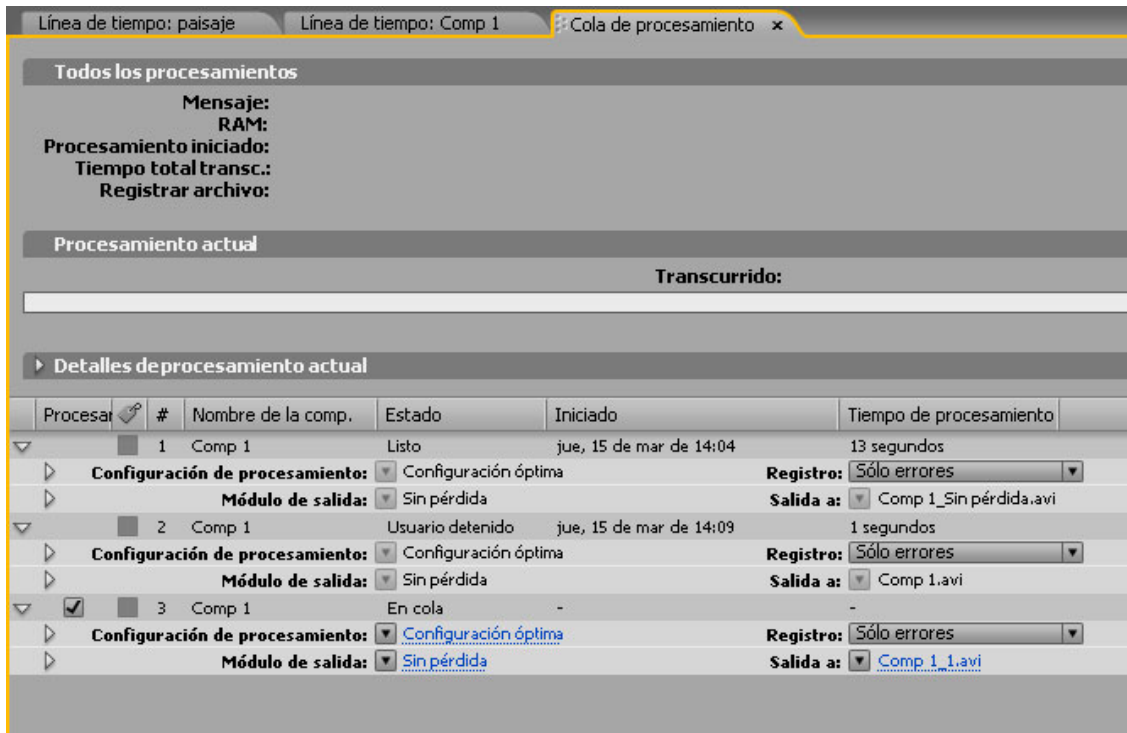 Línea de tiempo: paisaje Línea de tiempo: Comp 1 Cola de procesamiento x
Todos los procesamientos
Mensaje:
RAM:
Procesamiento iniciado:
Tiempo total transc.:
Registrar archivo:
Procesamiento actual
Transcurrido:
Detalles de procesamiento actual
Procesar # Nombre de la comp. Estado Iniciado Tiempo de procesamiento
1 Comp 1 Listo jue, 15 de mar de 14:04 13 segundos
Configuración de procesamiento: Configuración óptima Registro: Sólo errores
Módulo de salida: Sin pérdida Salida a: Comp 1_Sin pérdida.avi
2 Comp 1 Usuario detenido jue, 15 de mar de 14:09 1 segundos
Configuración de procesamiento: Configuración óptima Registro: Sólo errores
Módulo de salida: Sin pérdida Salida a: Comp 1.avi
3 Comp 1 En cola - -
Configuración de procesamiento: Configuración óptima Registro: Sólo errores
Módulo de salida: Sin pérdida Salida a: Comp 1_1.avi